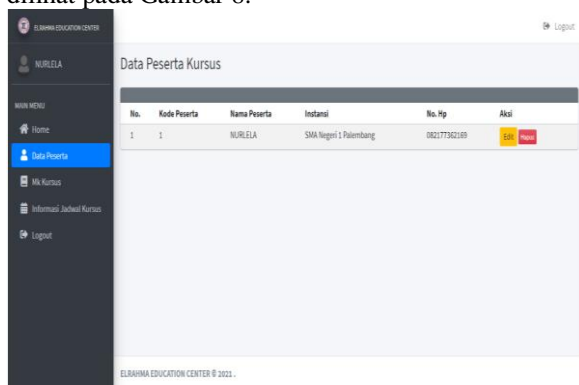 dilihat pada Gambar 8.
ELRAHMA EDUCATION CENTER
Logout
NURLELA
Data Peserta Kursus
MAIN MENU
Home
Data Peserta
Mk Kursus
Informasi Jadwal Kursus
Logout
No. Kode Peserta Nama Peserta Instansi No. Hp Aksi
1 1 NURLELA SMA Negeri 1 Palembang 082177362169 Edit Hapus
ELRAHMA EDUCATION CENTER © 2021 .